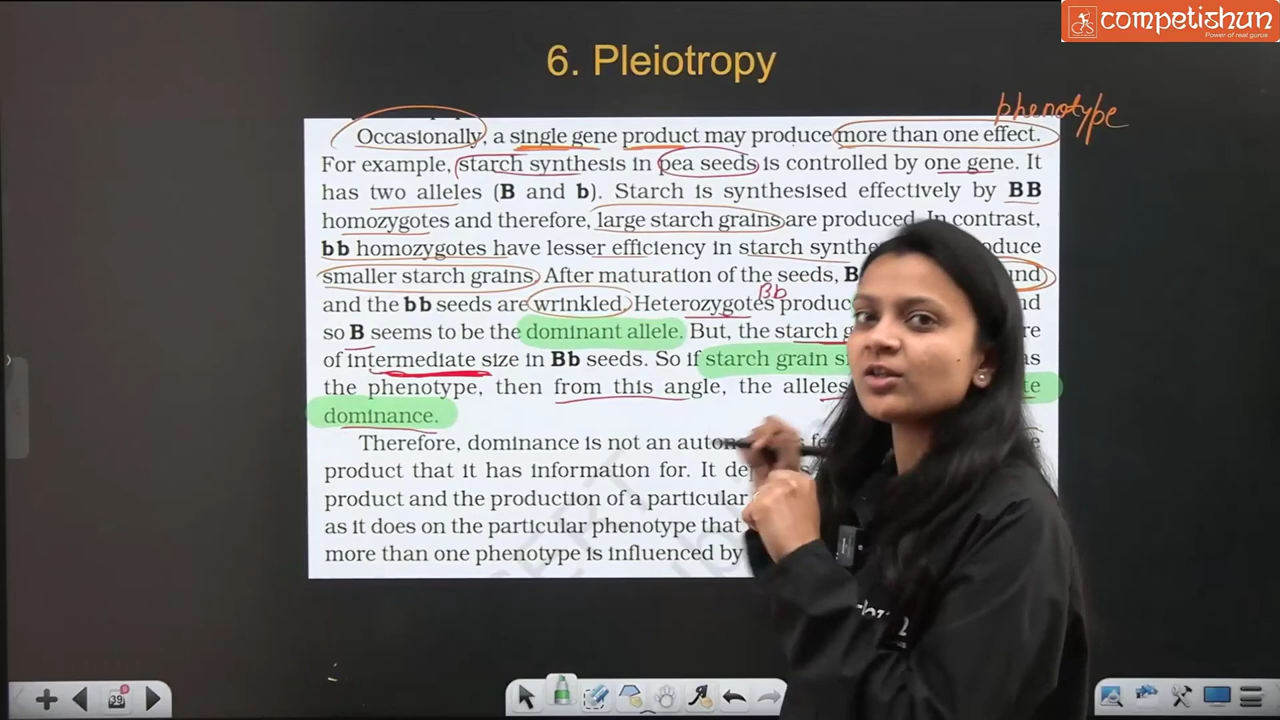 competishun
Power of real gurus
6. Pleiotropy
phenotype
Occasionally, a single gene product may produce more than one effect.
For example, starch synthesis in pea seeds is controlled by one gene. It
has two alleles (B and b). Starch is synthesised effectively by BB
homozygotes and therefore, large starch grains are produced. In contrast,
bb homozygotes have lesser efficiency in starch
smaller starch grains. After maturation of the seeds,
Bb
and the bb seeds are wrinkled. Heterozygotes
so B seems to be the dominant allele. But, the starch
of intermediate size in Bb seeds. So if starch grain as
the phenotype, then from this angle, the alleles
dominance.
Therefore, dominance is not an
product that it has information for. It
product and the production of a particular
as it does on the particular phenotype that
more than one phenotype is influenced by
39